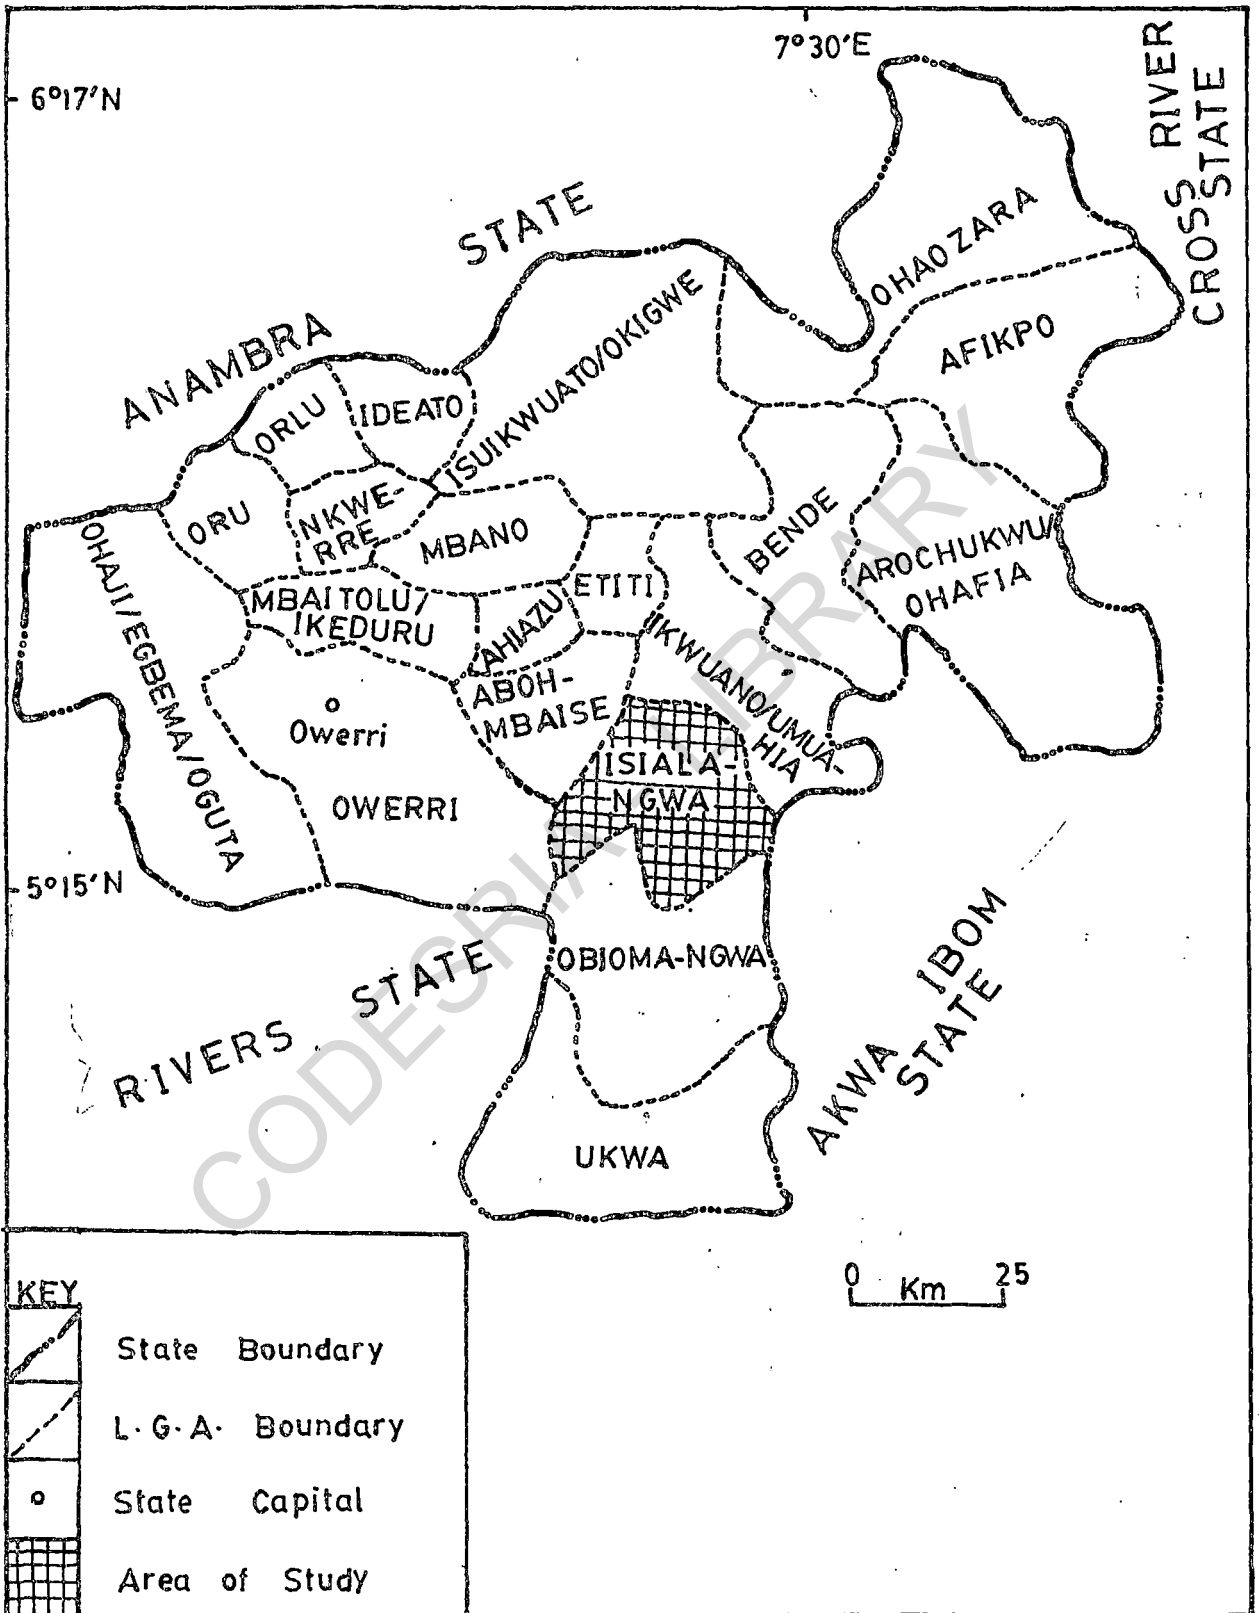 7°30'E
6°17'N
CROSS RIVER
STATE
ANAMBRA STATE
OHAOZARA
AFIKPO
ISUIKWUATO/OKIGWE
ORLU
IDEATO
ORU
NKWE-
RRE
MBANO
BENDE
AROCHUKWU/
OHAFIA
OHAJI/EGBEMA/OGUTA
MBAITOLU/
IKEDURU
AHIAZU
ETITI
IKWUANO/UMUA-
HIA
ABOH-
MBAISE
Owerri
OWERRI
ISIALA-
NGWA
5°15'N
OBIOMA-NGWA
RIVERS STATE
AKWA IBOM
STATE
UKWA
CODESRIA - LIBRARY
0 Km 25
KEY
State Boundary
L.G.A. Boundary
State Capital
Area of Study